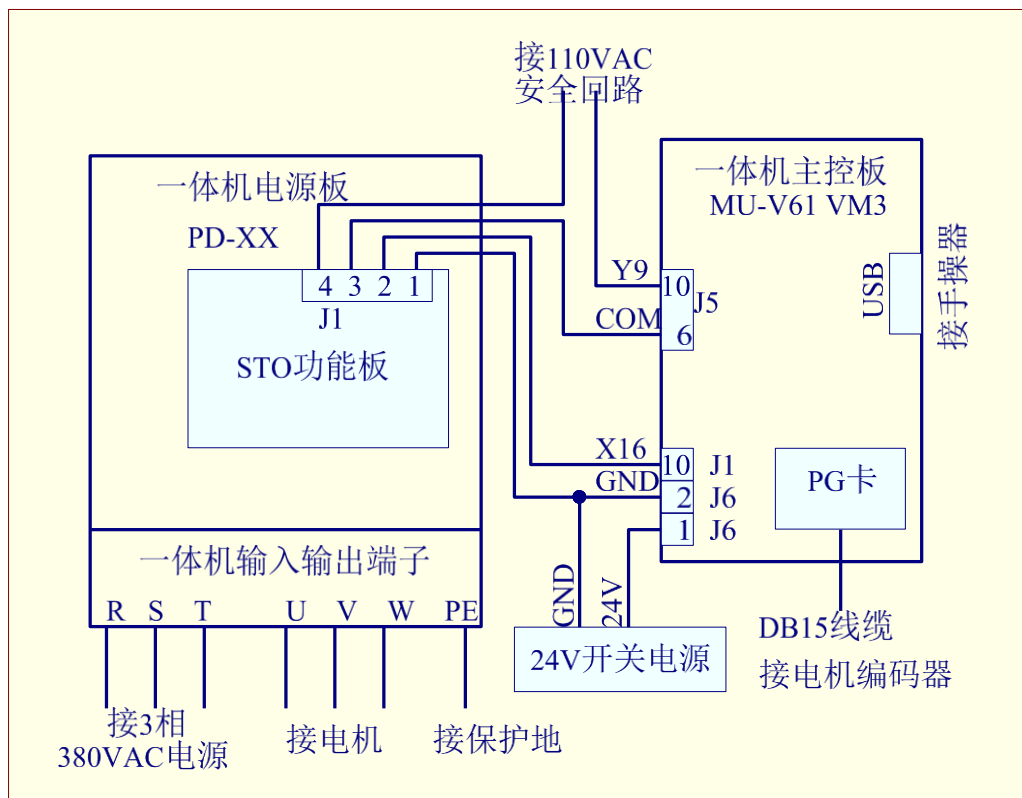 接110VAC
安全回路
一体机电源板
PD-XX
4 3 2 1
J1
STO功能板
一体机主控板
MU-V61 VM3
Y9
10
J5
COM
6
USB
接手操器
X16
10
J1
GND
2
J6
1
J6
PG卡
一体机输入输出端子
R S T U V W PE
GND
24V
24V开关电源
DB15线缆
接电机编码器
接3相
380VAC电源
接电机
接保护地